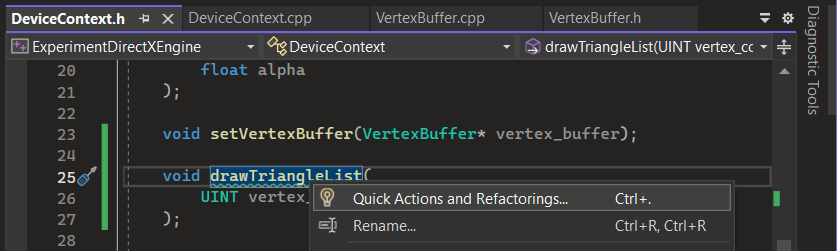 DeviceContext.h DeviceContext.cpp VertexBuffer.cpp VertexBuffer.h
ExperimentDirectXEngine DeviceContext drawTriangleList(UINT vertex_cc
Diagnostic Tools
20 float alpha
21 );
22
23 void setVertexBuffer(VertexBuffer* vertex_buffer);
24
25 void drawTriangleList(
26 UINT vertex_
27 );
28
Quick Actions and Refactorings... Ctrl+.
Rename... Ctrl+R, Ctrl+R